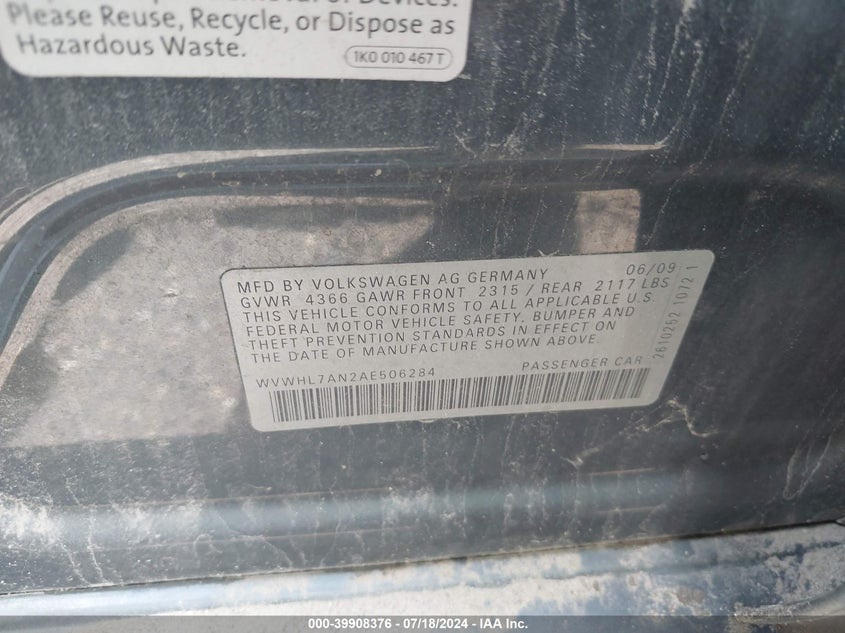 Please Reuse, Recycle, or Dispose as
Hazardous Waste.
1K0 010 467 T
MFD BY VOLKSWAGEN AG GERMANY 06/09
GVWR 4366 GAWR FRONT 2315 / REAR 2117 LBS
THIS VEHICLE CONFORMS TO ALL APPLICABLE U.S.
FEDERAL MOTOR VEHICLE SAFETY, BUMPER AND
THEFT PREVENTION STANDARDS IN EFFECT ON
THE DATE OF MANUFACTURE SHOWN ABOVE.
WVWHL7AN2AE506284 PASSENGER CAR
2610252 10721
000-39908376 / 07/18/2024 - IAA Inc.